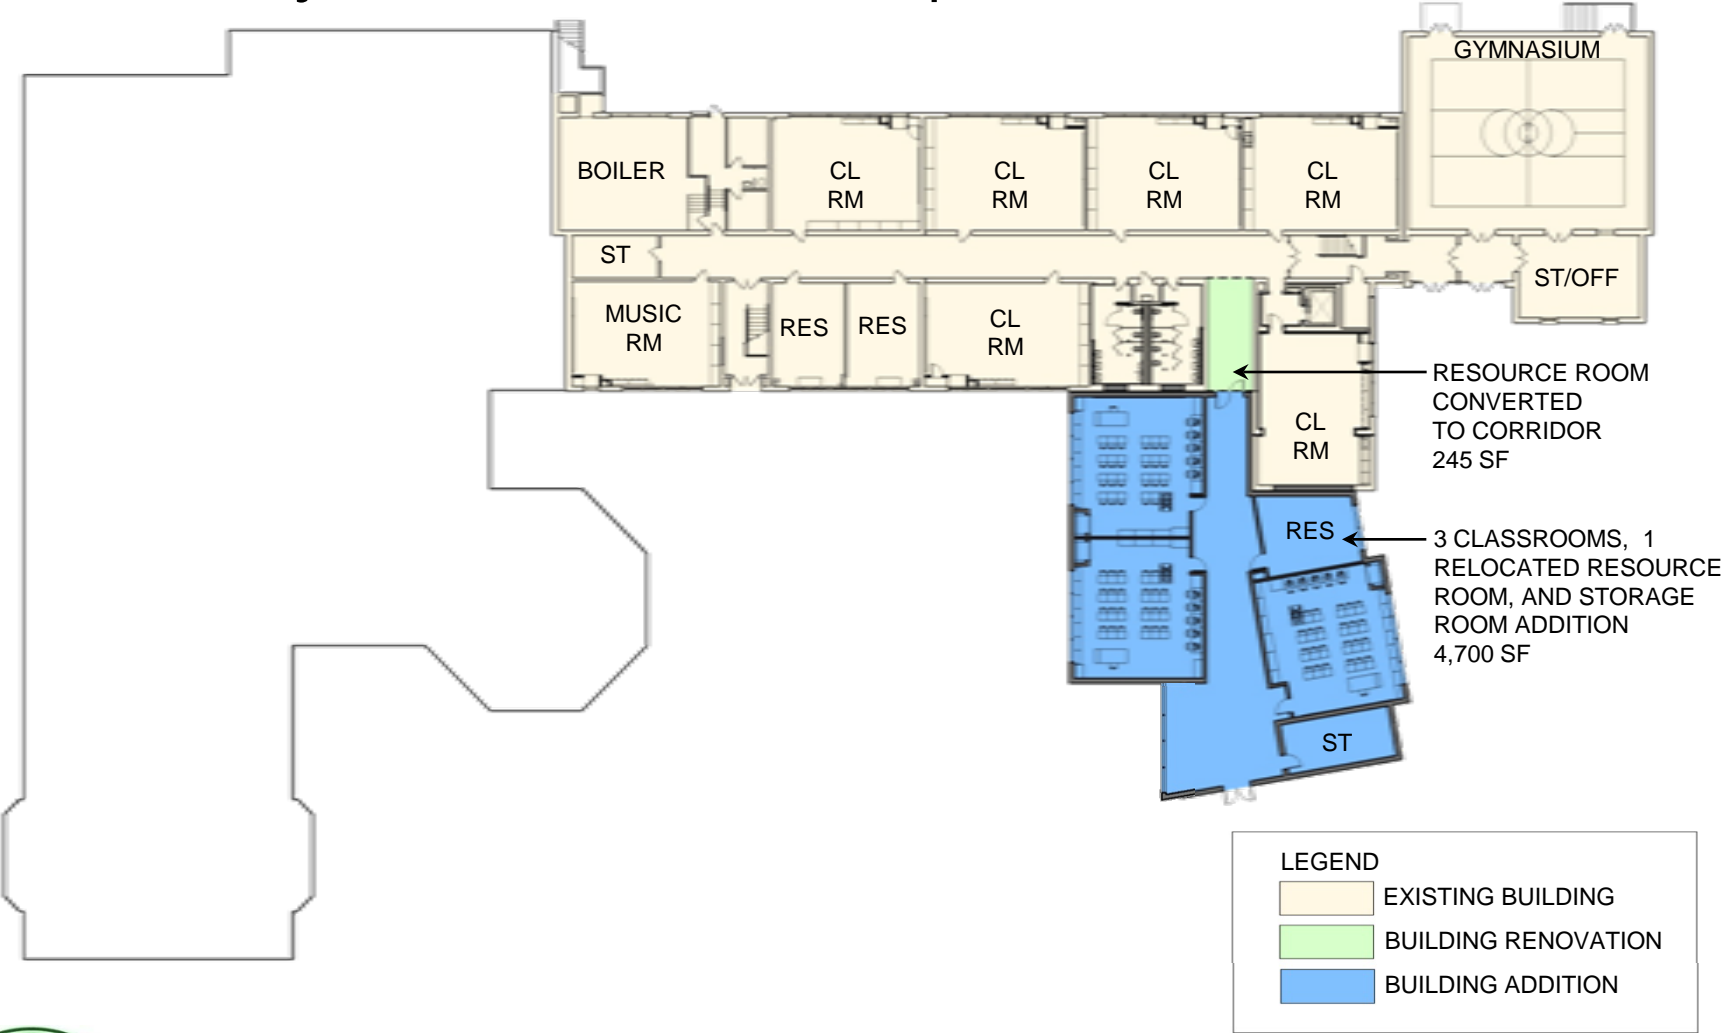 GYMNASIUM
BOILER
CL
RM
CL
RM
CL
RM
CL
RM
ST
ST/OFF
MUSIC
RM
RES
RES
CL
RM
RESOURCE ROOM
CONVERTED
TO CORRIDOR
245 SF
CL
RM
RES
3 CLASSROOMS, 1
RELOCATED RESOURCE
ROOM, AND STORAGE
ROOM ADDITION
4,700 SF
ST
LEGEND
EXISTING BUILDING
BUILDING RENOVATION
BUILDING ADDITION